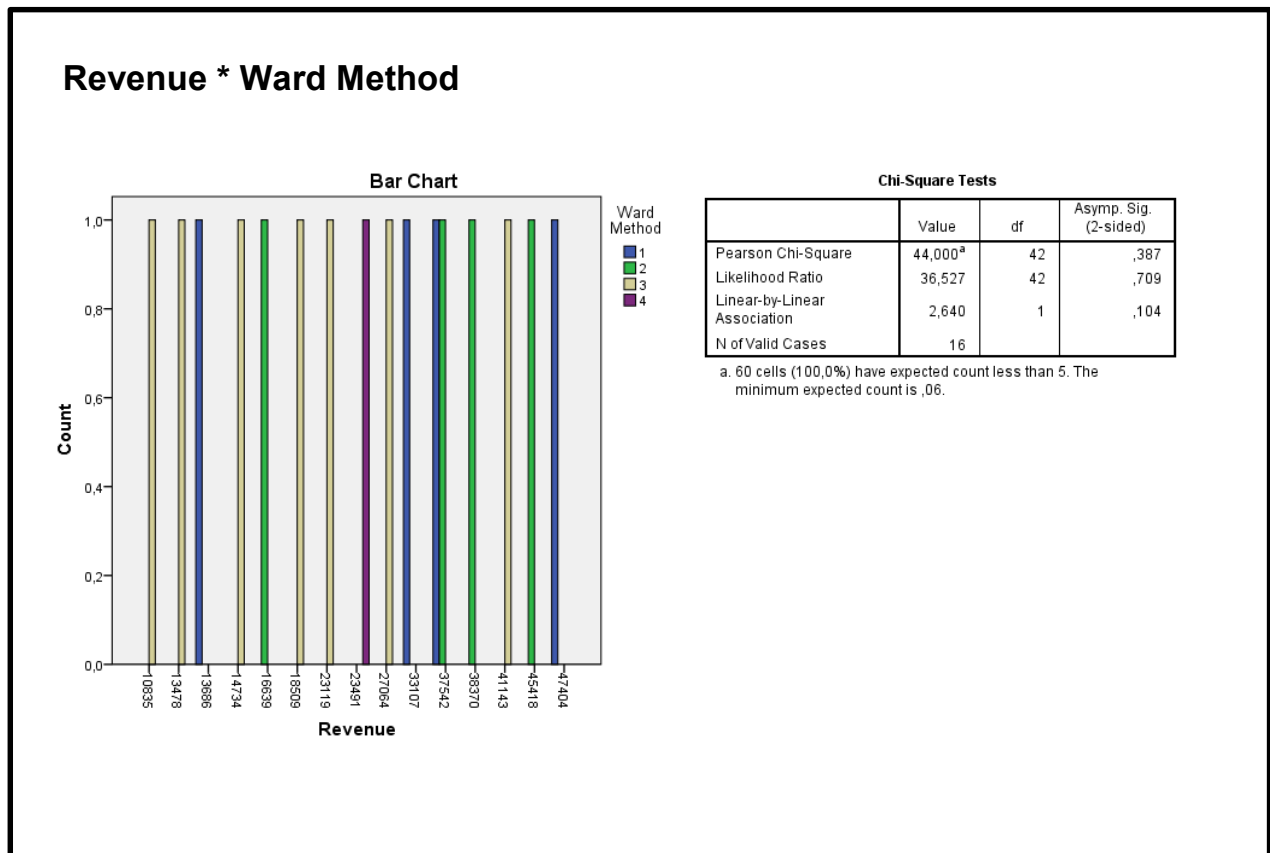 Revenue * Ward Method
Bar Chart
Count
1,0
0,8
0,6
0,4
0,2
0,0
10835
13478
13686
14734
16639
18509
23119
23491
27064
33107
37542
38370
41143
45418
47404
Revenue
Ward
Method
1
2
3
4
Chi-Square Tests
Value df Asymp. Sig. (2-sided)
Pearson Chi-Square 44,000a 42 ,387
Likelihood Ratio 36,527 42 ,709
Linear-by-Linear Association 2,640 1 ,104
N of Valid Cases 16
a. 60 cells (100,0%) have expected count less than 5. The
minimum expected count is ,06.